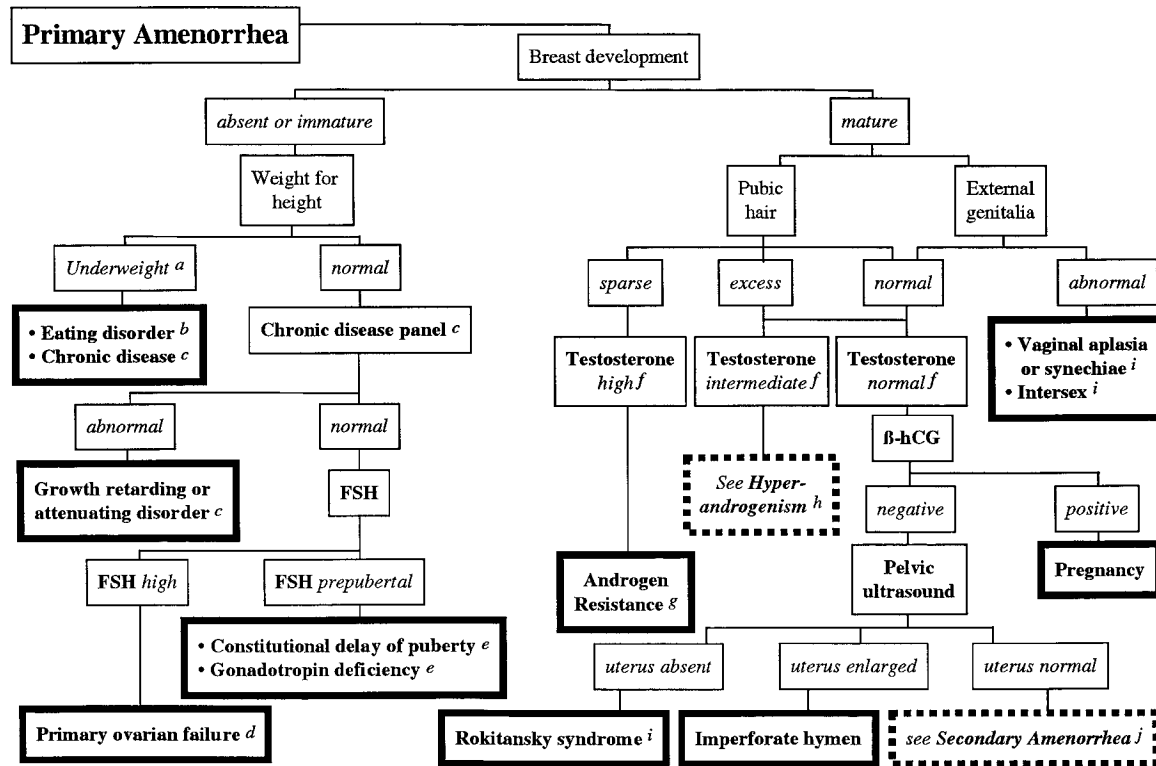 Primary Amenorrhea
Breast development
absent or immature
mature
Weight for
height
Pubic
hair
External
genitalia
Underweight a
normal
sparse
excess
normal
abnormal
• Eating disorder b
• Chronic disease c
Chronic disease panel c
Testosterone
high f
Testosterone
intermediate f
Testosterone
normal f
• Vaginal aplasia
or synechiae i
• Intersex i
abnormal
normal
ß-hCG
Growth retarding or
attenuating disorder c
FSH
See Hyper-
androgenism h
negative
positive
FSH high
FSH prepubertal
Androgen
Resistance g
Pelvic
ultrasound
Pregnancy
• Constitutional delay of puberty e
• Gonadotropin deficiency e
uterus absent
uterus enlarged
uterus normal
Primary ovarian failure d
Rokitansky syndrome i
Imperforate hymen
see Secondary Amenorrhea j